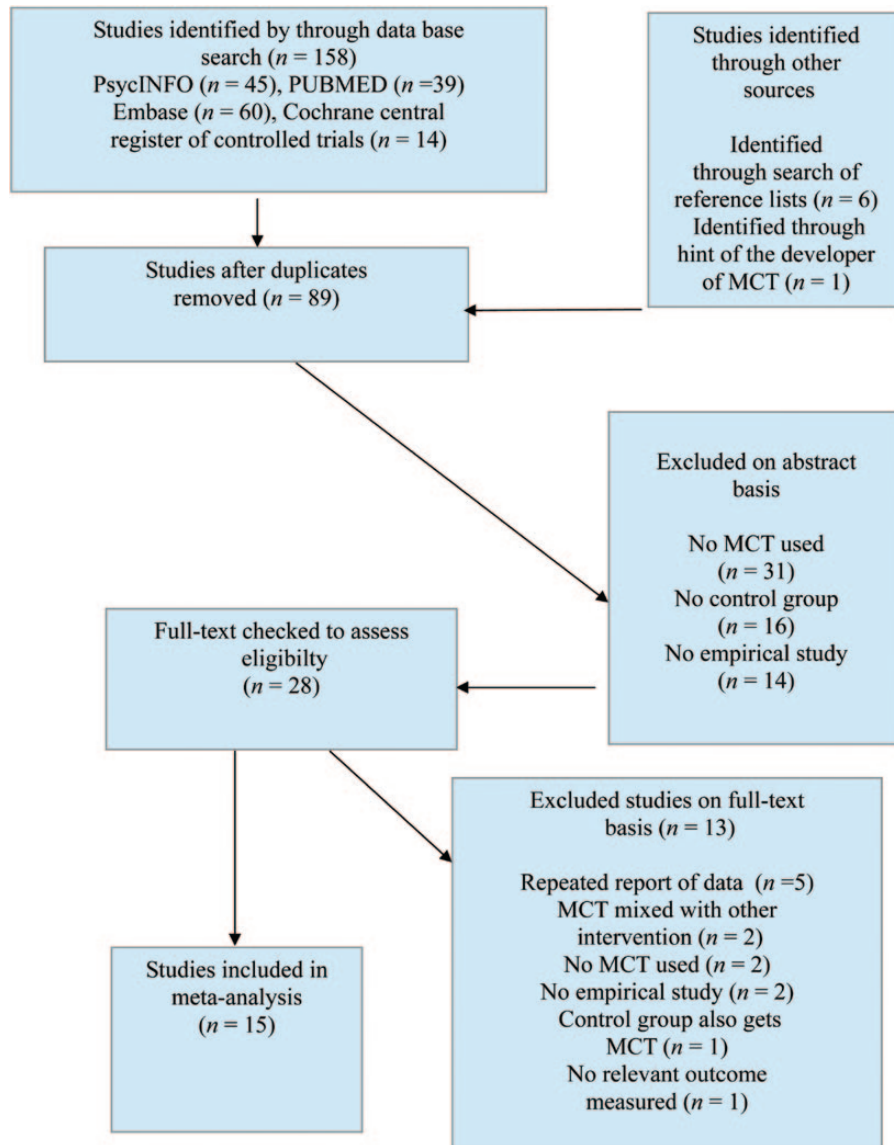 Studies identified by through data base
search (n = 158)
PsycINFO (n = 45), PUBMED (n =39)
Embase (n = 60), Cochrane central
register of controlled trials (n = 14)
Studies identified
through other
sources
Identified
through search of
reference lists (n = 6)
Identified through
hint of the developer
of MCT (n = 1)
Studies after duplicates
removed (n = 89)
Excluded on abstract
basis
No MCT used
(n = 31)
No control group
(n = 16)
No empirical study
(n = 14)
Full-text checked to assess
eligibilty
(n = 28)
Excluded studies on full-text
basis (n = 13)
Repeated report of data (n =5)
MCT mixed with other
intervention (n = 2)
No MCT used (n = 2)
No empirical study (n = 2)
Control group also gets
MCT (n = 1)
No relevant outcome
measured (n = 1)
Studies included in
meta-analysis
(n = 15)